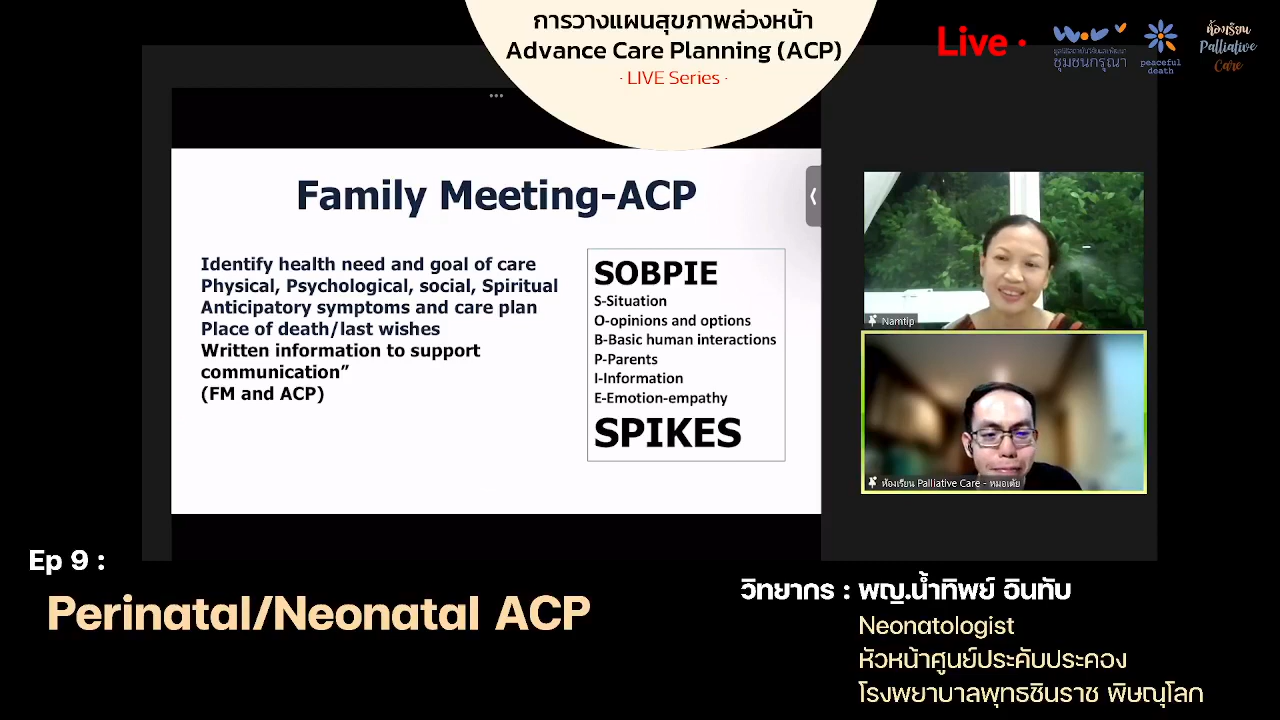 การวางแผนสุขภาพล่วงหน้า
Advance Care Planning (ACP)
· LIVE Series ·
Live ·
ชุมชนกรุณา
peaceful
death
ห้องเรียน
Palliative
Care
Family Meeting-ACP
Identify health need and goal of care
Physical, Psychological, social, Spiritual
Anticipatory symptoms and care plan
Place of death/last wishes
Written information to support
communication”
(FM and ACP)
SOBPIE
S-Situation
O-opinions and options
B-Basic human interactions
P-Parents
I-Information
E-Emotion-empathy
SPIKES
Namtip
ห้องเรียน Palliative Care - หมอเต้ย
Ep 9 :
Perinatal/Neonatal ACP
วิทยากร : พญ.น้ำทิพย์ อินทับ
Neonatologist
หัวหน้าศูนย์ประคับประคอง
โรงพยาบาลพุทธชินราช พิษณุโลก